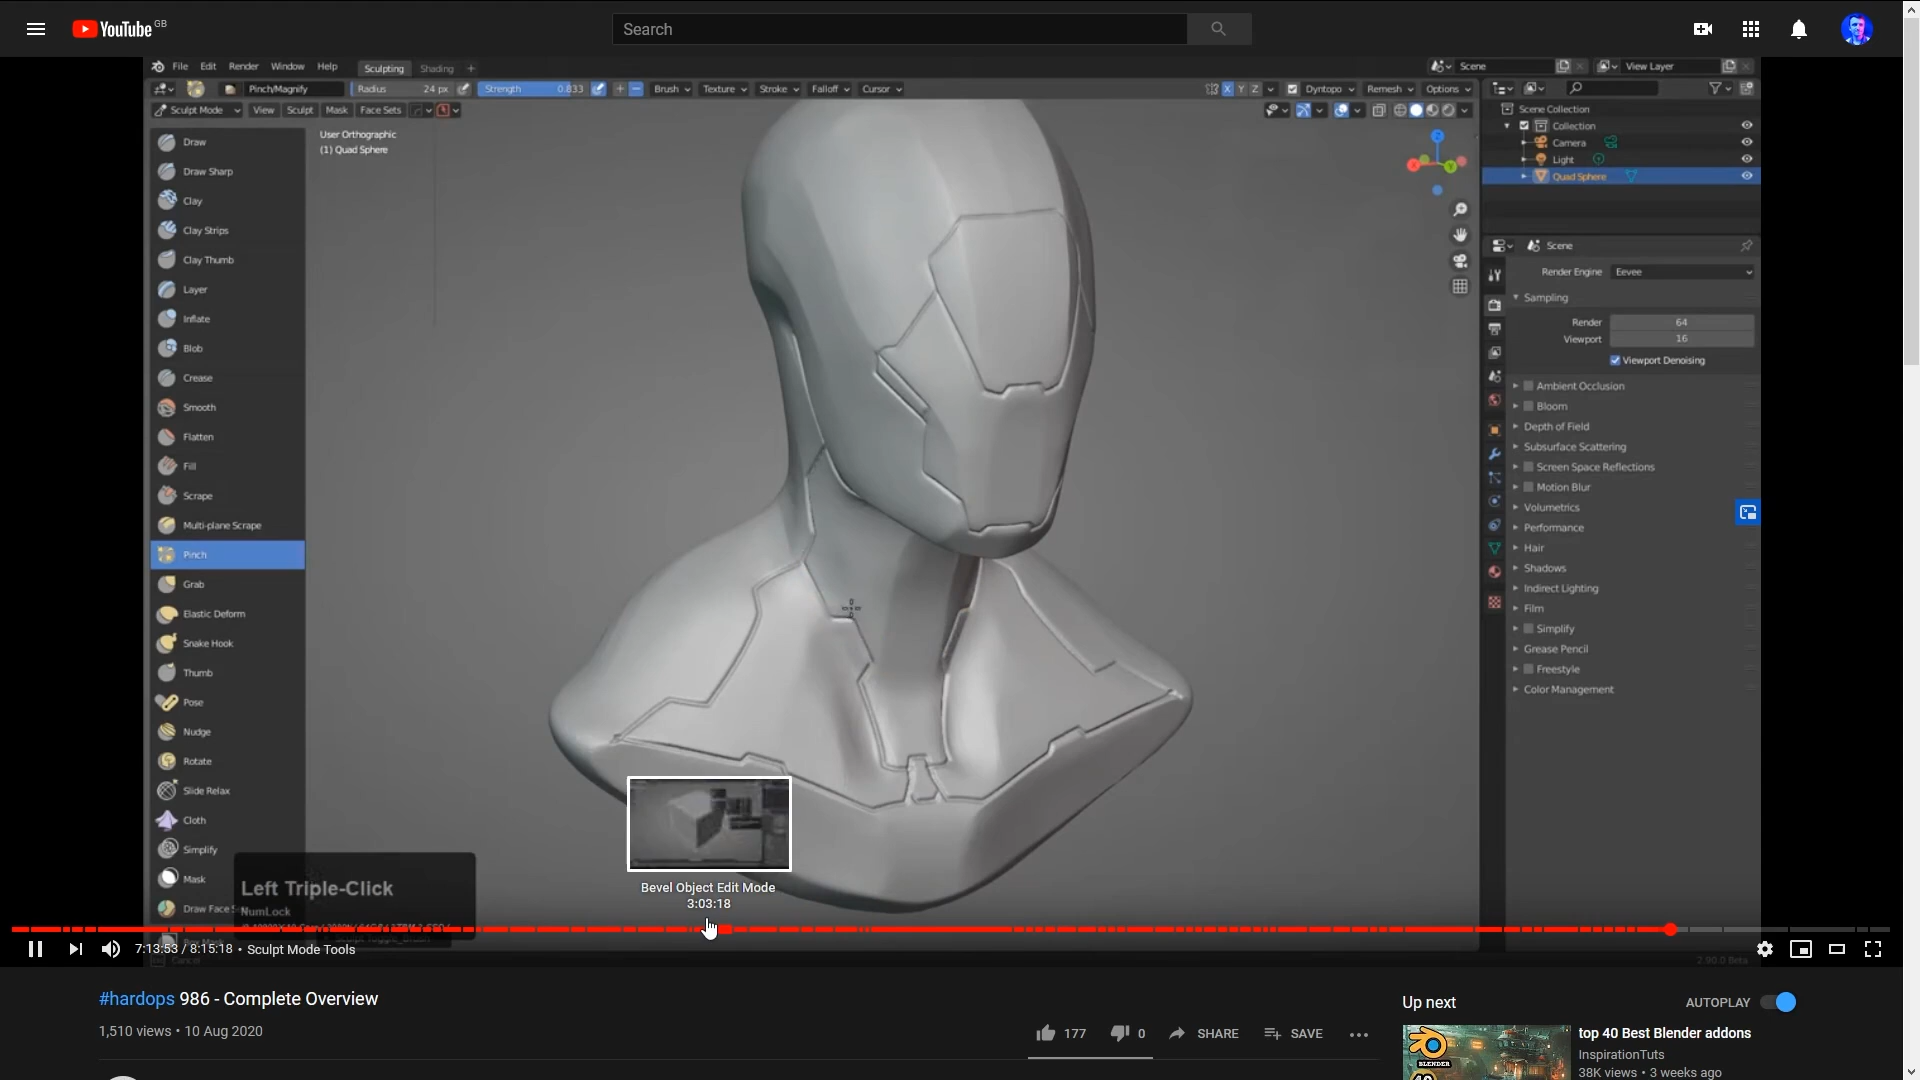 YouTube GB
Search
File Edit Render Window Help Sculpting Shading + Scene View Layer
Pinch/Magnify Radius 24 px Strength 0.833 Brush Texture Stroke Falloff Cursor X Y Z Dyntopo Remesh Options
Sculpt Mode View Sculpt Mask Face Sets
User Orthographic
(1) Quad Sphere
Draw
Draw Sharp
Clay
Clay Strips
Clay Thumb
Layer
Inflate
Blob
Crease
Smooth
Flatten
Fill
Scrape
Multi-plane Scrape
Pinch
Grab
Elastic Deform
Snake Hook
Thumb
Pose
Nudge
Rotate
Slide Relax
Cloth
Simplify
Mask
Draw Face S
Scene Collection
Collection
Camera
Light
Quad Sphere
Scene
Render Engine Eevee
Sampling
Render 64
Viewport 16
Viewport Denoising
Ambient Occlusion
Bloom
Depth of Field
Subsurface Scattering
Screen Space Reflections
Motion Blur
Volumetrics
Performance
Hair
Shadows
Indirect Lighting
Film
Simplify
Grease Pencil
Freestyle
Color Management
Left Triple-Click
NumLock
Bevel Object Edit Mode
3:03:18
7:13:53 / 8:15:18 • Sculpt Mode Tools
Cancel
2.90.0 Beta
#hardops 986 - Complete Overview
1,510 views • 10 Aug 2020
177 0 SHARE SAVE
Up next AUTOPLAY
top 40 Best Blender addons
InspirationTuts
38K views • 3 weeks ago
BLENDER
40